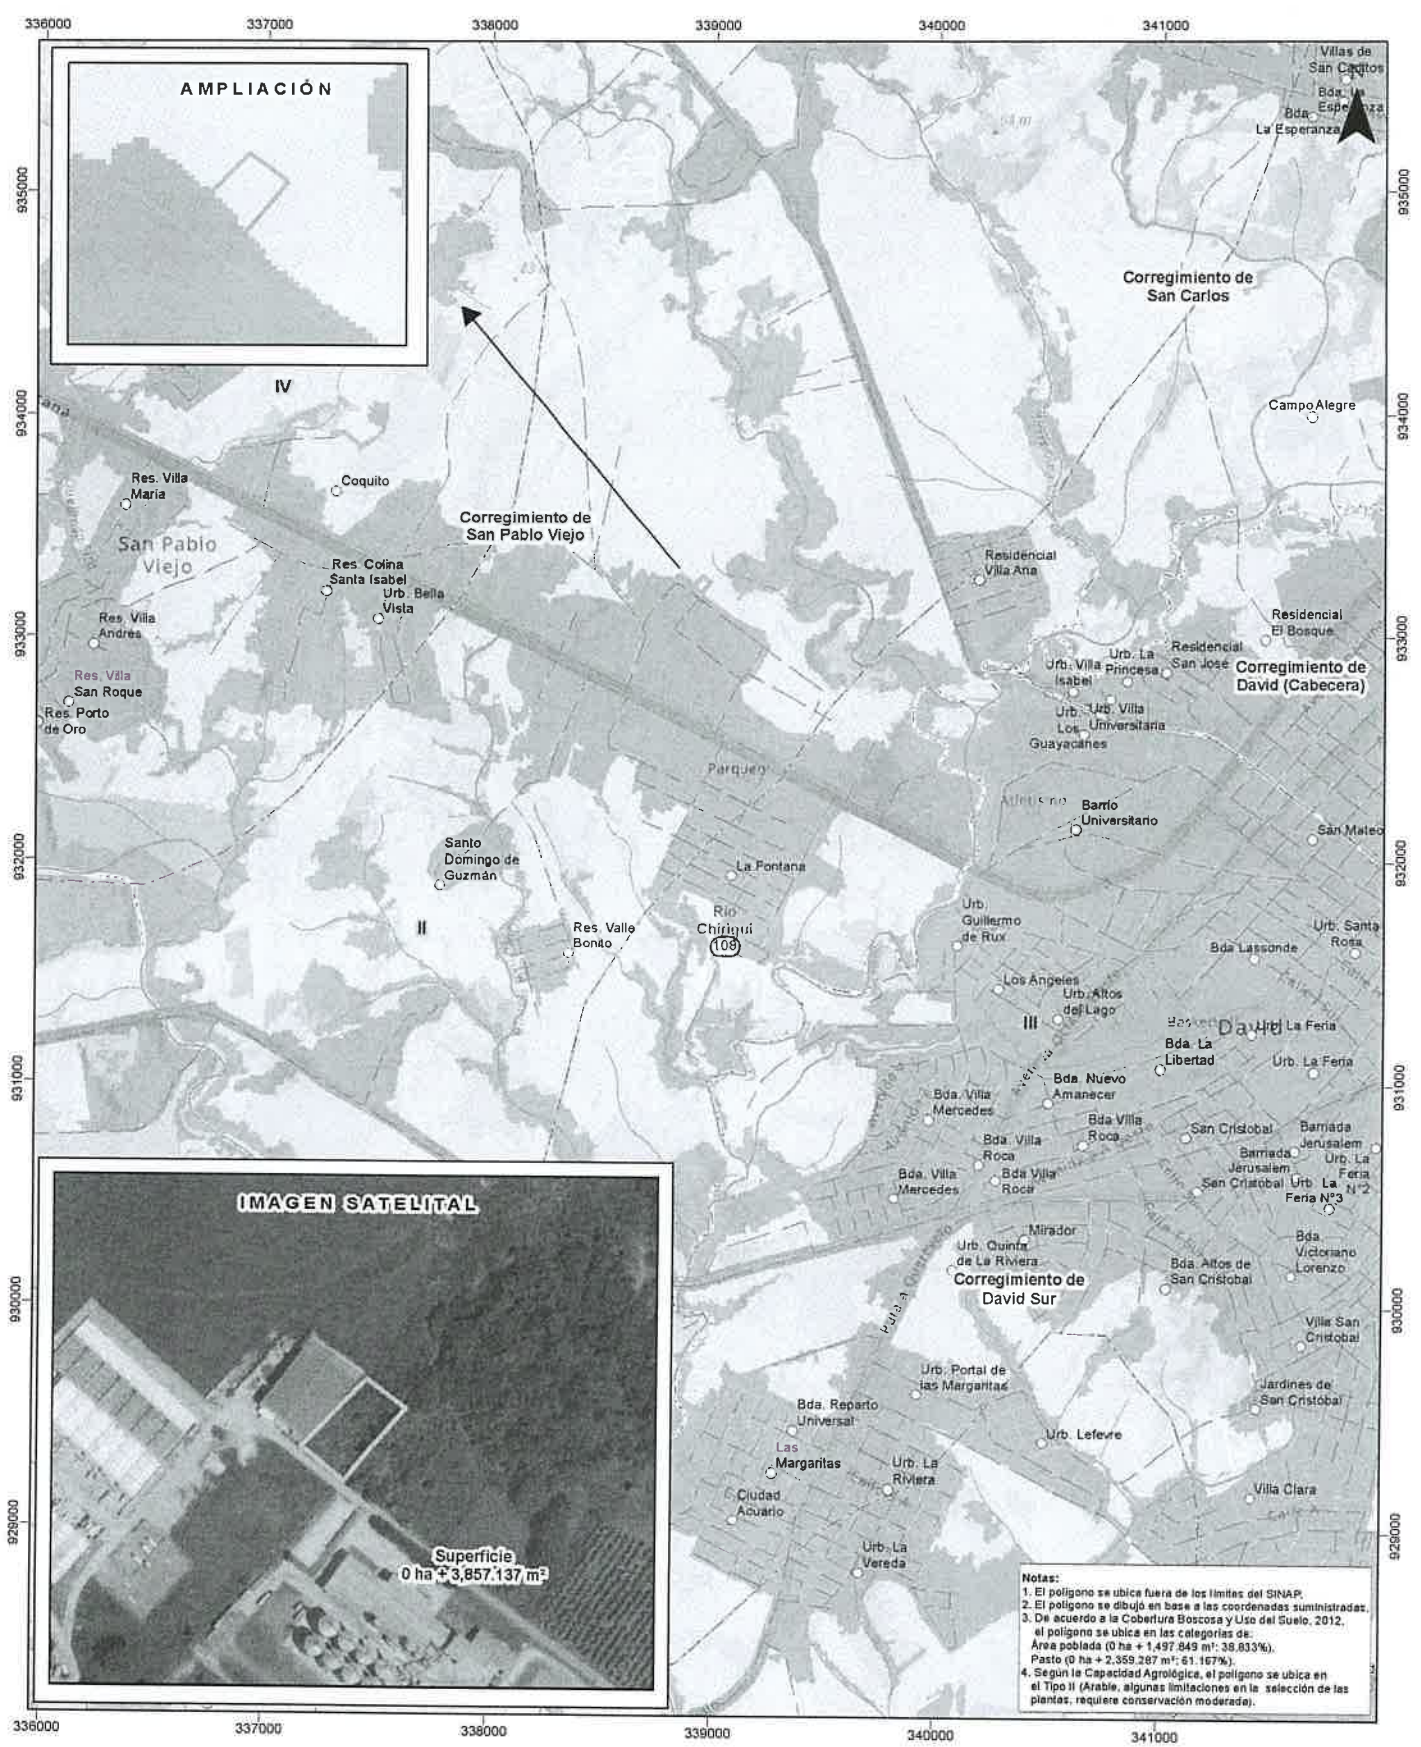 336000
337000
338000
339000
340000
341000
AMPLIACIÓN
Villas de
San Carlitos
N
Bda. La
Esperanza
Bda.
La Esperanza
935000
935000
Corregimiento de
San Carlos
IV
934000
934000
Campo Alegre
Res. Villa
Maria
Coquito
Corregimiento de
San Pablo Viejo
San Pablo
Viejo
Res. Colina
Santa Isabel
Urb. Bella
Vista
Residencial
Villa Ana
Res. Villa
Andres
933000
933000
Residencial
El Bosque
Urb. La
Princesa
Residencial
San José
Urb. Villa
Isabel
Corregimiento de
David (Cabecera)
Res. Villa
San Roque
Res. Porto
de Oro
Urb.
Los
Guayacanes
Urb. Villa
Universitaria
Barrio
Universitario
San Mateo
932000
932000
Santo
Domingo de
Guzmán
La Fontana
II
Res. Valle
Bonito
Río
Chiriquí
108
Urb.
Guillermo
de Rux
Urb. Santa
Rosa
Bda Lassonde
Los Angeles
Urb. Altos
del Lago
III
David
Urb. La Feria
Bda. La
Libertad
Urb. La Feria
931000
931000
Bda. Nuevo
Amanecer
Bda. Villa
Mercedes
Bda Villa
Roca
San Cristobal
Barriada
Jerusalem
Bda. Villa
Roca
Barriada
Jerusalem
Urb. La
Feria
N°2
Bda. Villa
Mercedes
Bda Villa
Roca
San Cristobal
Urb. La
Feria N°3
IMAGEN SATELITAL
Mirador
Urb. Quinta
de La Riviera
Bda.
Victoriano
Lorenzo
Bda. Altos de
San Cristobal
Corregimiento de
David Sur
930000
930000
Villa San
Cristobal
Urb. Portal de
las Margaritas
Jardines de
San Cristóbal
Bda. Reparto
Universal
Urb. Lefevre
Las
Margaritas
Urb. La
Riviera
Ciudad
Acuario
Villa Clara
929000
929000
Urb. La
Vereda
Superficie
0 ha + 3,857.137 m²
Notas:
1. El polígono se ubica fuera de los límites del SINAP.
2. El polígono se dibujó en base a las coordenadas suministradas.
3. De acuerdo a la Cobertura Boscosa y Uso del Suelo, 2012,
el polígono se ubica en las categorías de:
Área poblada (0 ha + 1,497.849 m²; 38.833%),
Pasto (0 ha + 2,359.287 m²; 61.167%).
4. Según la Capacidad Agrológica, el polígono se ubica en
el Tipo II (Arable, algunas limitaciones en la selección de las
plantas, requiere conservación moderada).
336000
337000
338000
339000
340000
341000